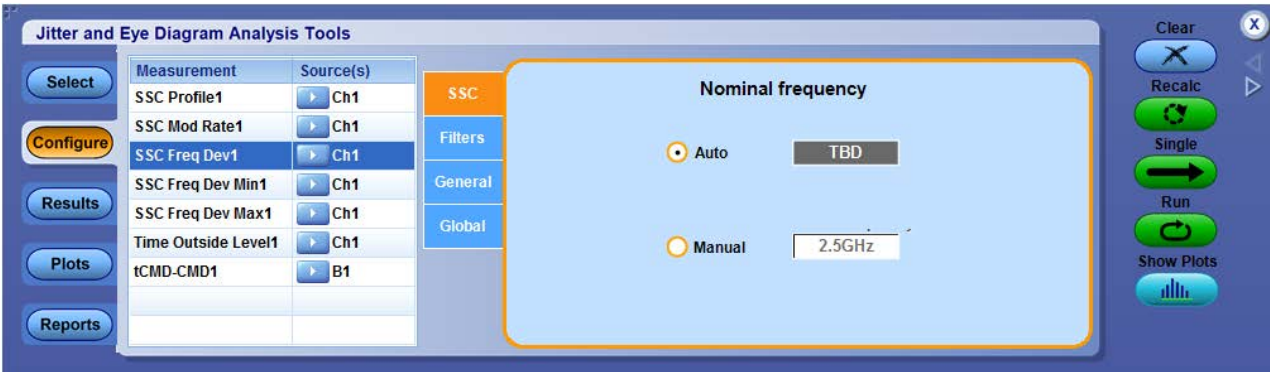 Jitter and Eye Diagram Analysis Tools
Select
Configure
Results
Plots
Reports
Measurement Source(s)
SSC Profile1 Ch1
SSC Mod Rate1 Ch1
SSC Freq Dev1 Ch1
SSC Freq Dev Min1 Ch1
SSC Freq Dev Max1 Ch1
Time Outside Level1 Ch1
tCMD-CMD1 B1
SSC
Filters
General
Global
Nominal frequency
Auto TBD
Manual 2.5GHz
Clear
X
Recalc
Single
Run
Show Plots